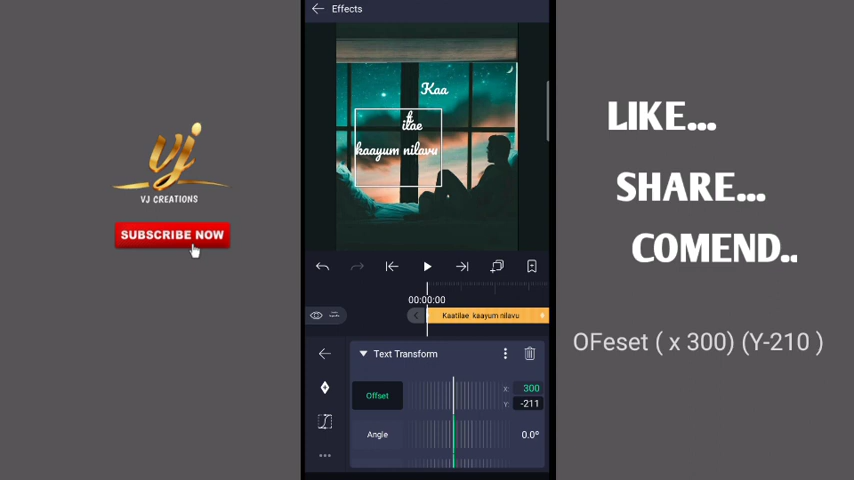 Effects
Kaa
t
ilae
kaayum nilavu
VJ
VJ CREATIONS
SUBSCRIBE NOW
LIKE...
SHARE...
COMEND..
OFeset ( x 300) (Y-210 )
00:00:00
Kaatilae kaayum nilavu
Text Transform
Offset
X: 300
Y: -211
Angle
0.0º